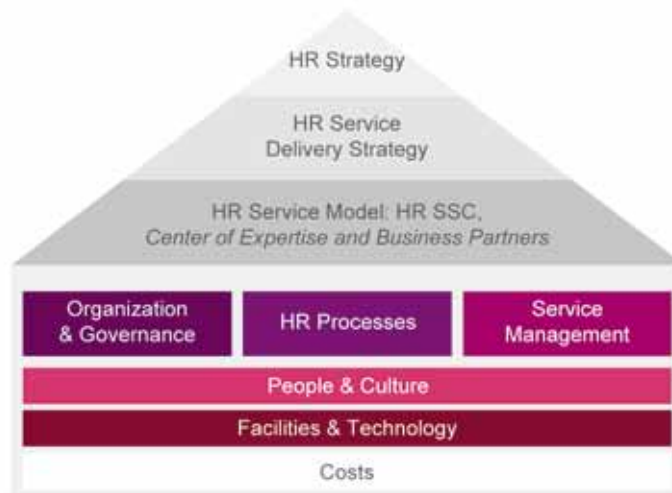 HR Strategy
HR Service
Delivery Strategy
HR Service Model: HR SSC,
Center of Expertise and Business Partners
Organization
& Governance
HR Processes
Service
Management
People & Culture
Facilities & Technology
Costs